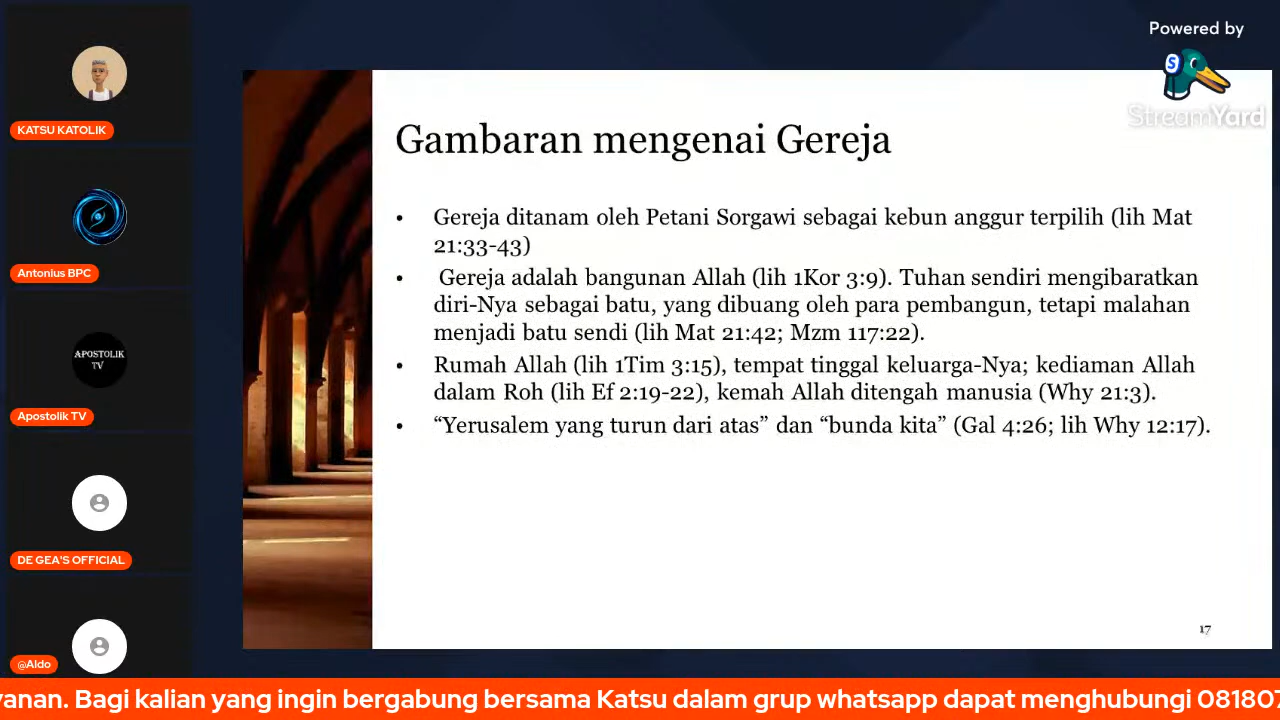 Powered by
StreamYard
KATSU KATOLIK
Antonius BPC
APOSTOLIK
TV
Apostolik TV
DE GEA'S OFFICIAL
@Aldo
Gambaran mengenai Gereja
• Gereja ditanam oleh Petani Sorgawi sebagai kebun anggur terpilih (lih Mat
21:33-43)
• Gereja adalah bangunan Allah (lih 1Kor 3:9). Tuhan sendiri mengibaratkan
diri-Nya sebagai batu, yang dibuang oleh para pembangun, tetapi malahan
menjadi batu sendi (lih Mat 21:42; Mzm 117:22).
• Rumah Allah (lih 1Tim 3:15), tempat tinggal keluarga-Nya; kediaman Allah
dalam Roh (lih Ef 2:19-22), kemah Allah ditengah manusia (Why 21:3).
• “Yerusalem yang turun dari atas” dan “bunda kita” (Gal 4:26; lih Why 12:17).
17
yanan. Bagi kalian yang ingin bergabung bersama Katsu dalam grup whatsapp dapat menghubungi 08180